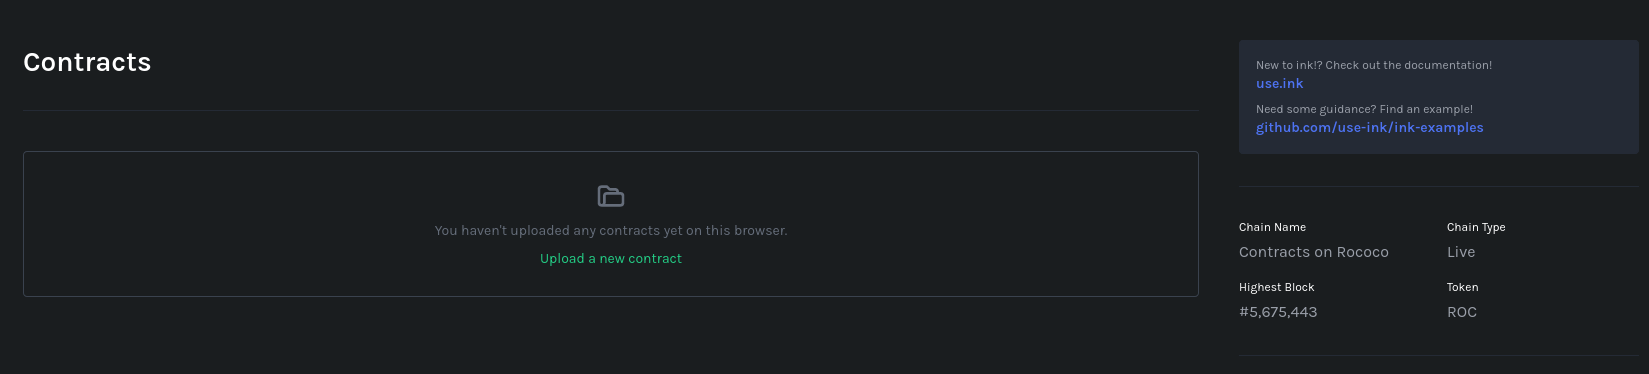 Contracts
You haven't uploaded any contracts yet on this browser.
Upload a new contract
New to ink!? Check out the documentation!
use.ink
Need some guidance? Find an example!
github.com/use-ink/ink-examples
Chain Name
Contracts on Rococo
Chain Type
Live
Highest Block
#5,675,443
Token
ROC